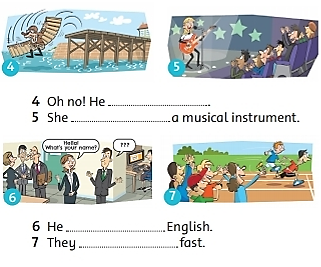 4
5
4 Oh no! He
5 She a musical instrument.
Hello!
What's your name?
???
6
7
6 He English.
7 They fast.